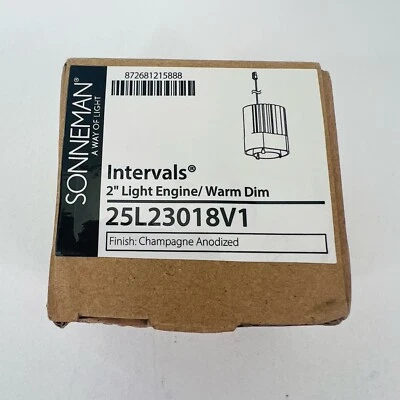 SONNEMAN®
A WAY OF LIGHT
872681215888
Intervals®
2" Light Engine/ Warm Dim
25L23018V1
Finish: Champagne Anodized